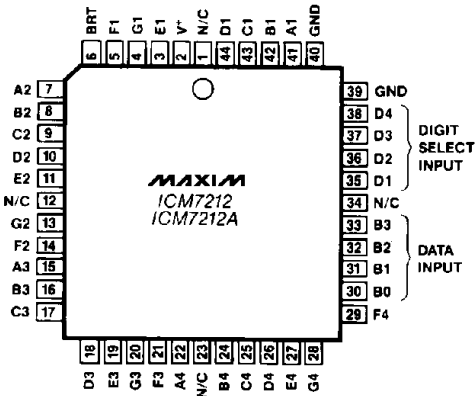 BRT F1 G1 E1 V+ N/C D1 C1 B1 A1 GND
6 5 4 3 2 1 44 43 42 41 40
A2 7
B2 8
C2 9
D2 10
E2 11
N/C 12
G2 13
F2 14
A3 15
B3 16
C3 17
MAXIM
ICM7212
ICM7212A
39 GND
38 D4
37 D3
36 D2
35 D1
DIGIT
SELECT
INPUT
34 N/C
33 B3
32 B2
31 B1
30 B0
DATA
INPUT
29 F4
18 19 20 21 22 23 24 25 26 27 28
D3 E3 G3 F3 A4 N/C B4 C4 D4 E4 G4